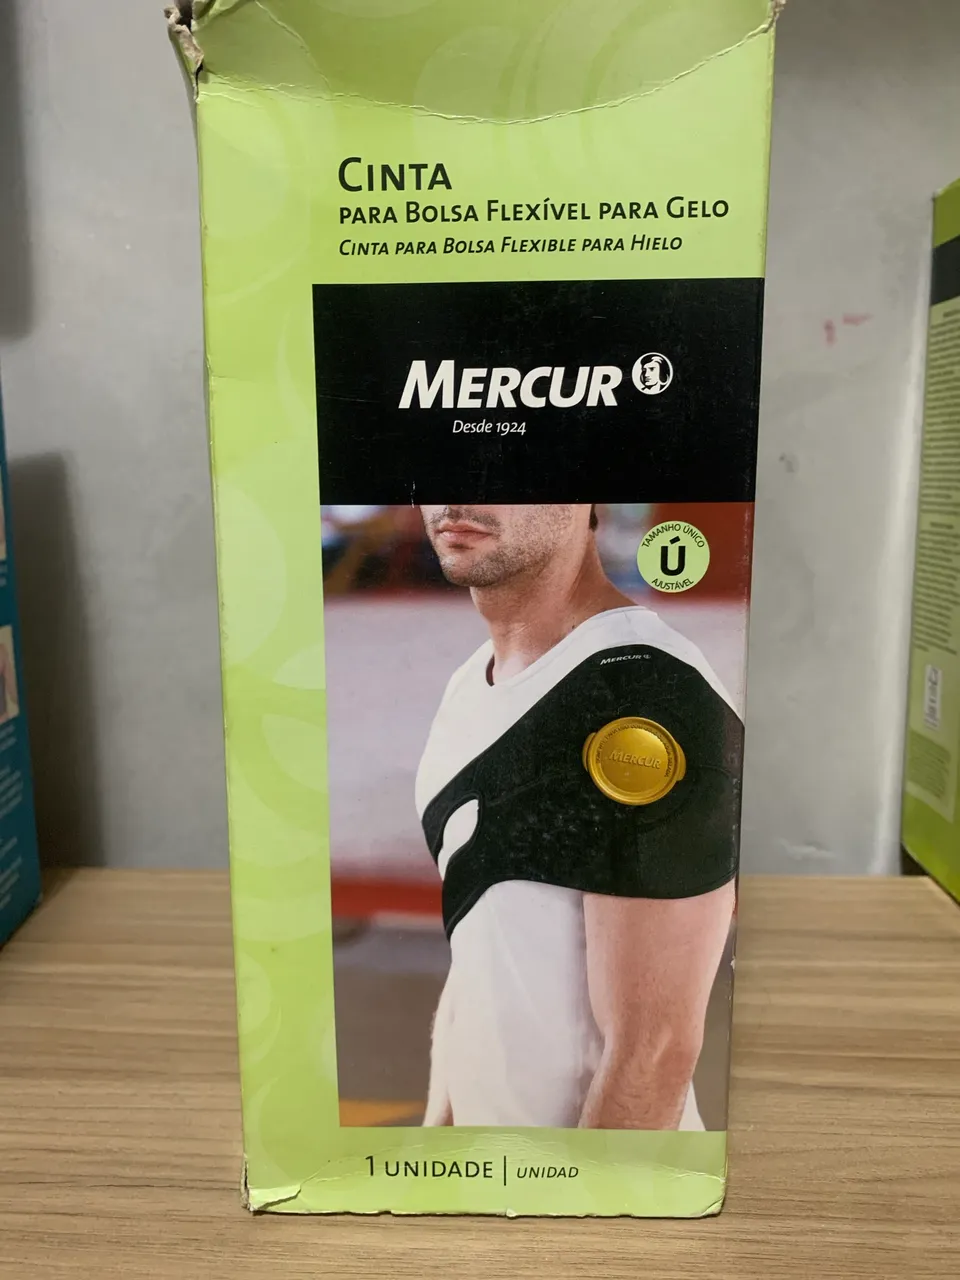 CINTA
PARA BOLSA FLEXÍVEL PARA GELO
CINTA PARA BOLSA FLEXIBLE PARA HIELO
MERCUR
Desde 1924
TAMANHO ÚNICO
Ú
AJUSTÁVEL
MERCUR
MERCUR
1 UNIDADE | UNIDAD